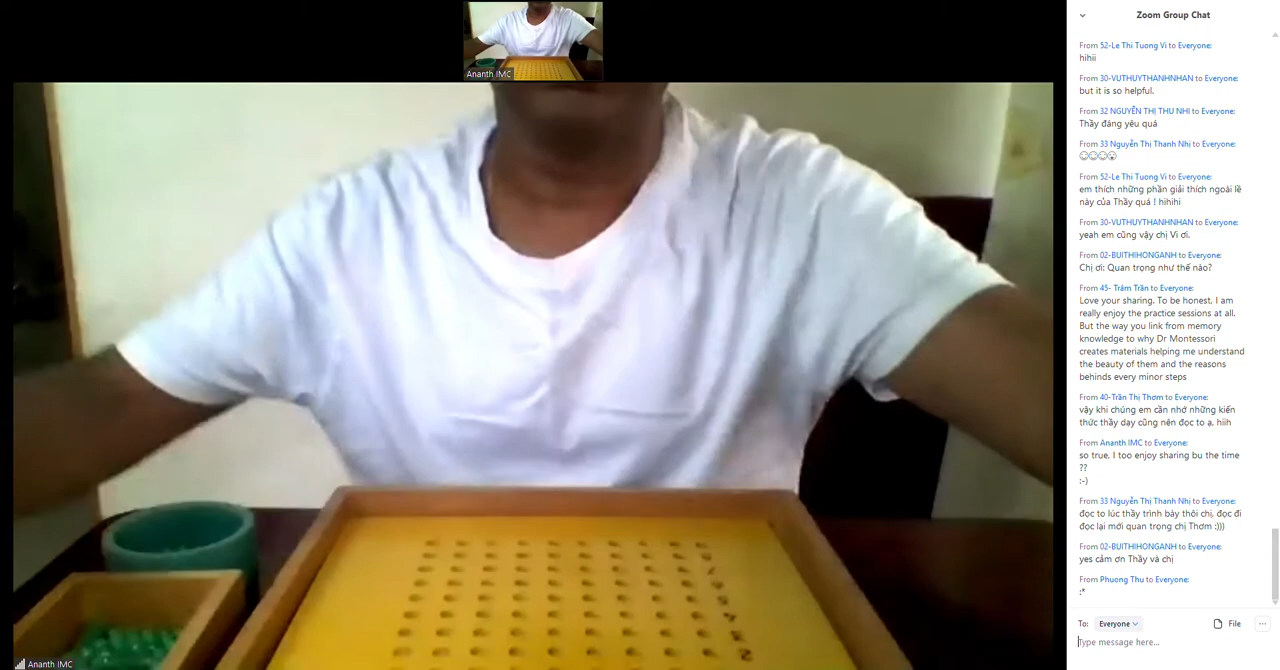 Ananth IMC
Ananth IMC
Zoom Group Chat
From 52-Le Thi Tuong Vi to Everyone:
hihii
From 30-VUTHUYTHANHNHAN to Everyone:
but it is so helpful.
From 32 NGUYỄN THỊ THU NHI to Everyone:
Thầy đáng yêu quá
From 33 Nguyễn Thị Thanh Nhị to Everyone:
From 52-Le Thi Tuong Vi to Everyone:
em thích những phần giải thích ngoài lề
này của Thầy quá ! hihihi
From 30-VUTHUYTHANHNHAN to Everyone:
yeah em cũng vậy chị Vi ơi.
From 02-BUITHIHONGANH to Everyone:
Chị ơi: Quan trọng như thế nào?
From 45- Trâm Trần to Everyone:
Love your sharing. To be honest, I am
really enjoy the practice sessions at all.
But the way you link from memory
knowledge to why Dr Montessori
creates materials helping me understand
the beauty of them and the reasons
behinds every minor steps
From 40-Trần Thị Thơm to Everyone:
vậy khi chúng em cần nhớ những kiến
thức thầy dạy cũng nên đọc to ạ, hiih
From Ananth IMC to Everyone:
so true, I too enjoy sharing bu the time
??
:-)
From 33 Nguyễn Thị Thanh Nhị to Everyone:
đọc to lúc thầy trình bày thôi chị, đọc đi
đọc lại mới quan trọng chị Thơm :)))
From 02-BUITHIHONGANH to Everyone:
yes cảm ơn Thầy và chị
From Phuong Thu to Everyone:
:*
To: Everyone
File
...
Type message here...